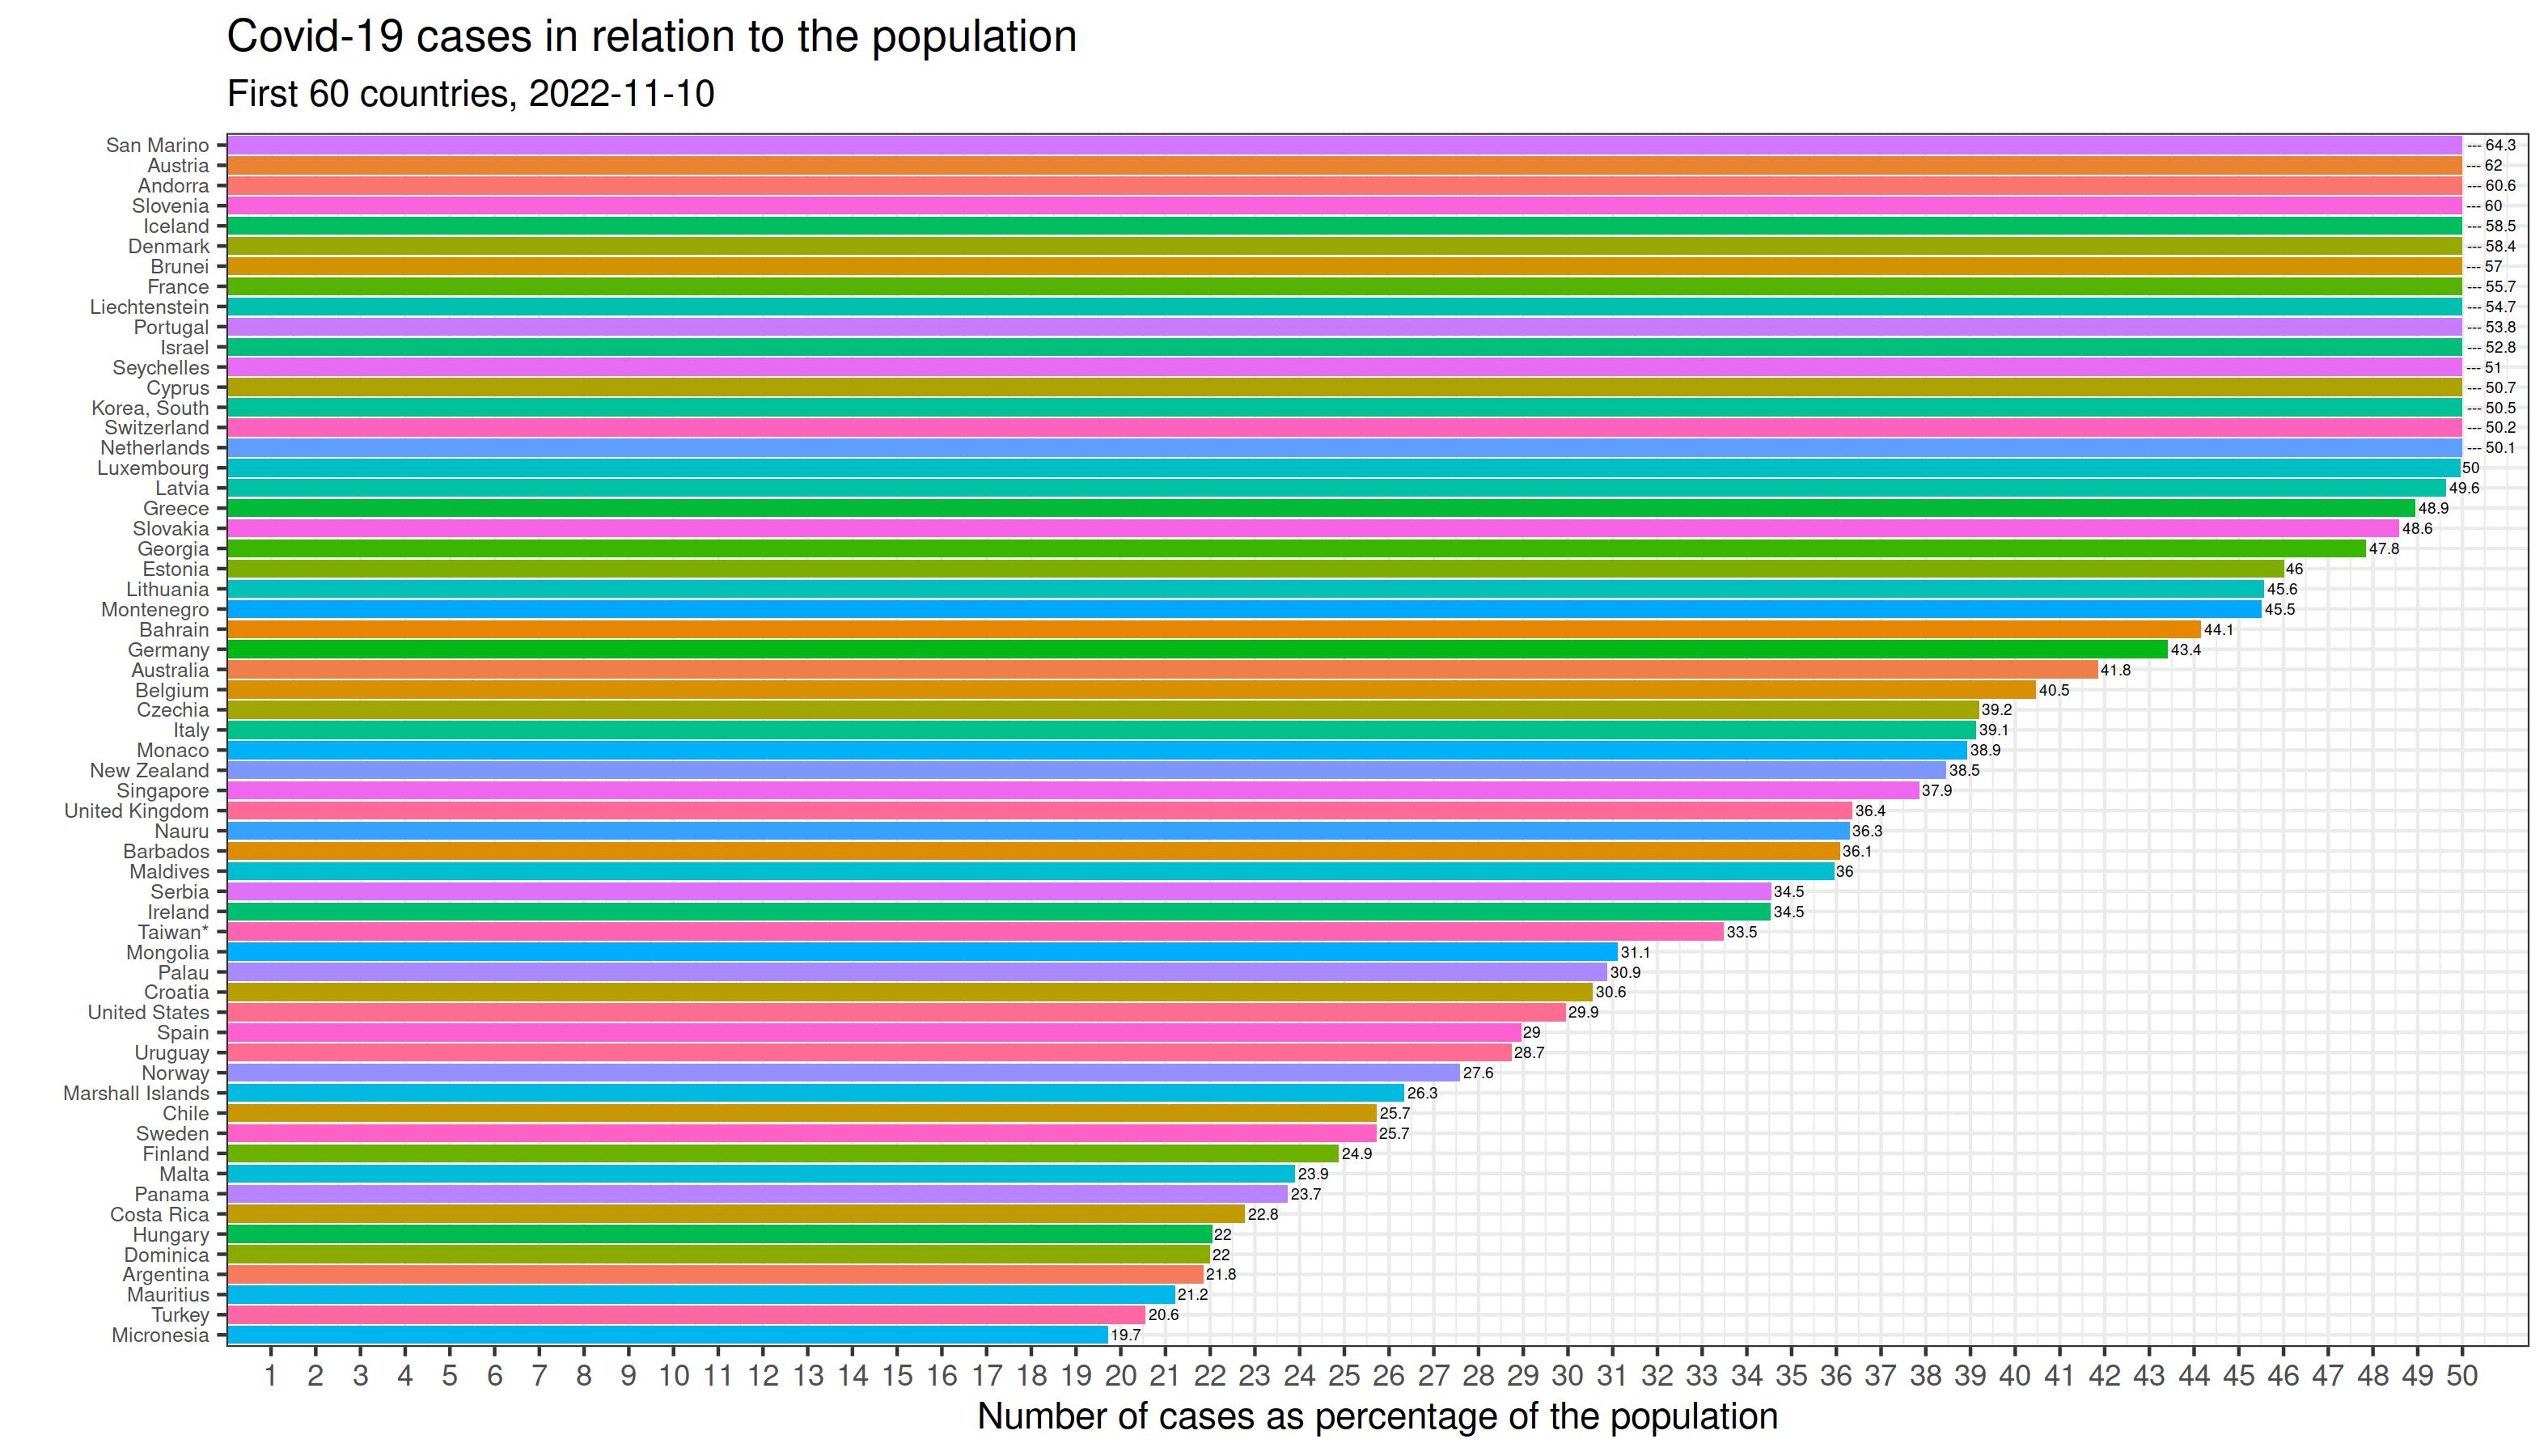 Covid-19 cases in relation to the population
First 60 countries, 2022-11-10
San Marino --- 64.3
Austria --- 62
Andorra --- 60.6
Slovenia --- 60
Iceland --- 58.5
Denmark --- 58.4
Brunei --- 57
France --- 55.7
Liechtenstein --- 54.7
Portugal --- 53.8
Israel --- 52.8
Seychelles --- 51
Cyprus --- 50.7
Korea, South --- 50.5
Switzerland --- 50.2
Netherlands --- 50.1
Luxembourg 50
Latvia 49.6
Greece 48.9
Slovakia 48.6
Georgia 47.8
Estonia 46
Lithuania 45.6
Montenegro 45.5
Bahrain 44.1
Germany 43.4
Australia 41.8
Belgium 40.5
Czechia 39.2
Italy 39.1
Monaco 38.9
New Zealand 38.5
Singapore 37.9
United Kingdom 36.4
Nauru 36.3
Barbados 36.1
Maldives 36
Serbia 34.5
Ireland 34.5
Taiwan* 33.5
Mongolia 31.1
Palau 30.9
Croatia 30.6
United States 29.9
Spain 29
Uruguay 28.7
Norway 27.6
Marshall Islands 26.3
Chile 25.7
Sweden 25.7
Finland 24.9
Malta 23.9
Panama 23.7
Costa Rica 22.8
Hungary 22
Dominica 22
Argentina 21.8
Mauritius 21.2
Turkey 20.6
Micronesia 19.7
1 2 3 4 5 6 7 8 9 10 11 12 13 14 15 16 17 18 19 20 21 22 23 24 25 26 27 28 29 30 31 32 33 34 35 36 37 38 39 40 41 42 43 44 45 46 47 48 49 50
Number of cases as percentage of the population